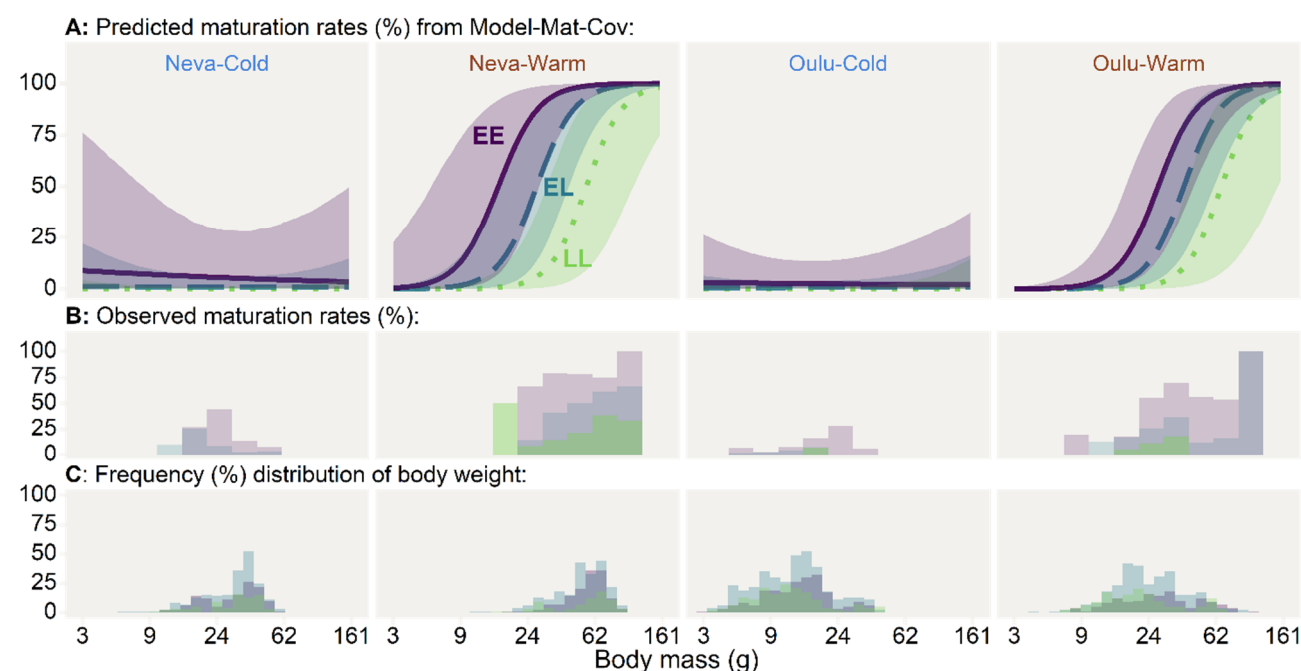 A: Predicted maturation rates (%) from Model-Mat-Cov:
Neva-Cold Neva-Warm Oulu-Cold Oulu-Warm
100
75
50
25
0
EE
EL
LL
B: Observed maturation rates (%):
100
75
50
25
0
C: Frequency (%) distribution of body weight:
100
75
50
25
0
3 9 24 62 161 3 9 24 62 161 3 9 24 62 161 3 9 24 62 161
Body mass (g)